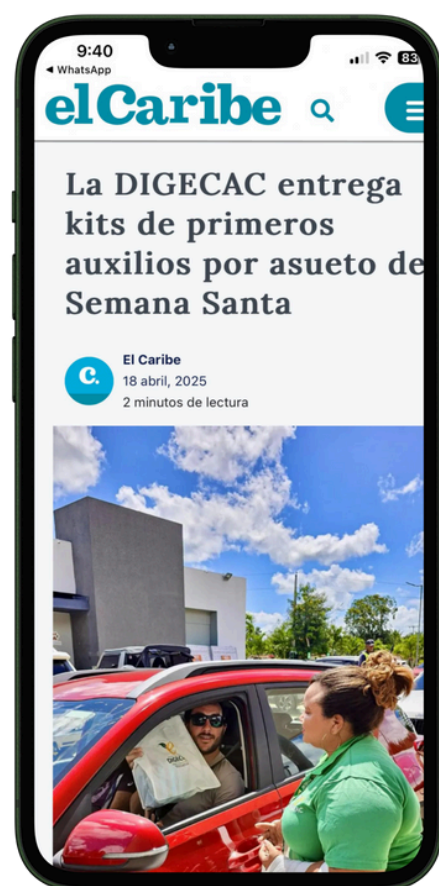 9:40
◀ WhatsApp
83
elCaribe
La DIGECAC entrega
kits de primeros
auxilios por asueto de
Semana Santa
C.
El Caribe
18 abril, 2025
2 minutos de lectura